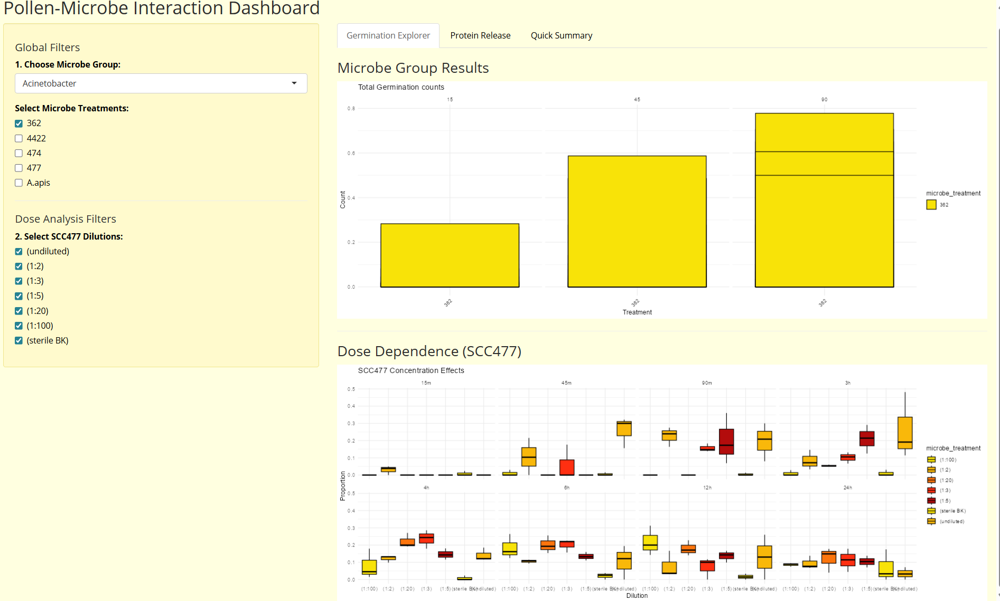 Pollen-Microbe Interaction Dashboard
Global Filters
1. Choose Microbe Group:
Acinetobacter
Select Microbe Treatments:
362
4422
474
477
A.apis
Dose Analysis Filters
2. Select SCC477 Dilutions:
(undiluted)
(1:2)
(1:3)
(1:5)
(1:20)
(1:100)
(sterile BK)
Germination Explorer Protein Release Quick Summary
Microbe Group Results
Total Germination counts
15 45 90
0.8
0.6
0.4
0.2
0.0
Count
362 362 362
Treatment
microbe_treatment
362
Dose Dependence (SCC477)
SCC477 Concentration Effects
15m 45m 90m 3h
0.5
0.4
0.3
0.2
0.1
0.0
4h 6h 12h 24h
0.5
0.4
0.3
0.2
0.1
0.0
Proportion
(1:100) (1:2) (1:20) (1:3) (1:5) (sterile BK) (undiluted) (1:100) (1:2) (1:20) (1:3) (1:5) (sterile BK) (undiluted) (1:100) (1:2) (1:20) (1:3) (1:5) (sterile BK) (undiluted) (1:100) (1:2) (1:20) (1:3) (1:5) (sterile BK) (undiluted)
Dilution
microbe_treatment
(1:100)
(1:2)
(1:20)
(1:3)
(1:5)
(sterile BK)
(undiluted)